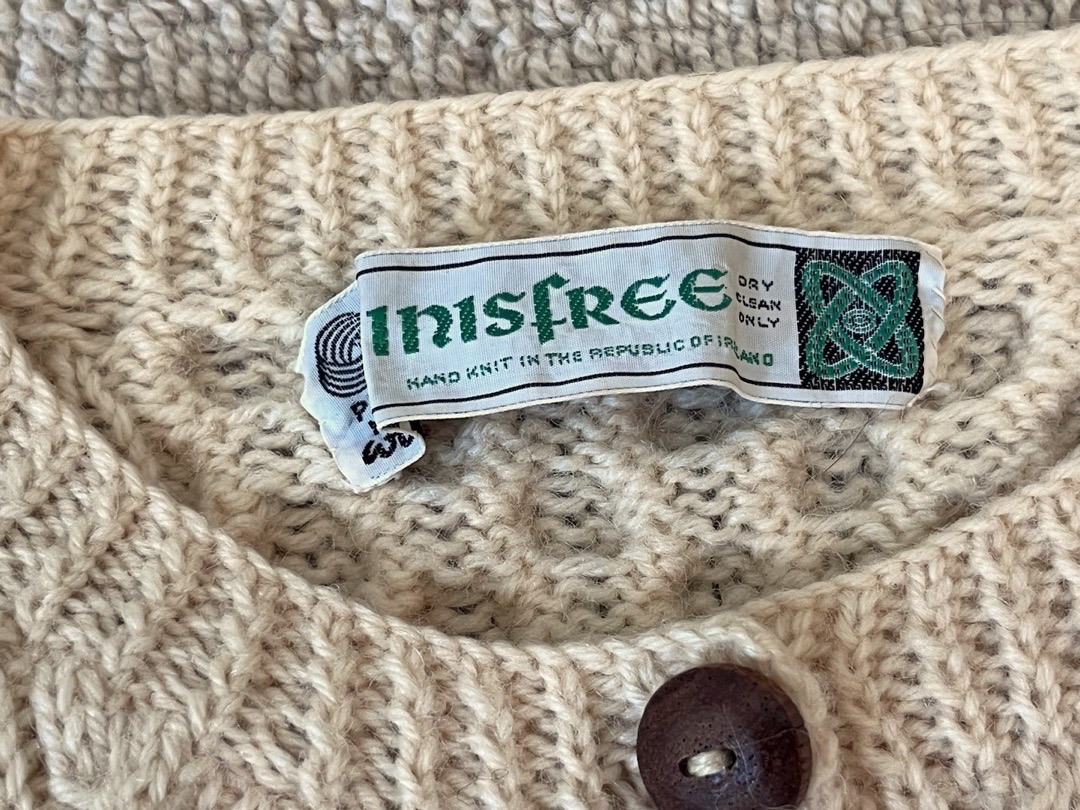 INISFREE
DRY
CLEAN
ONLY
HAND KNIT IN THE REPUBLIC OF IRELAND